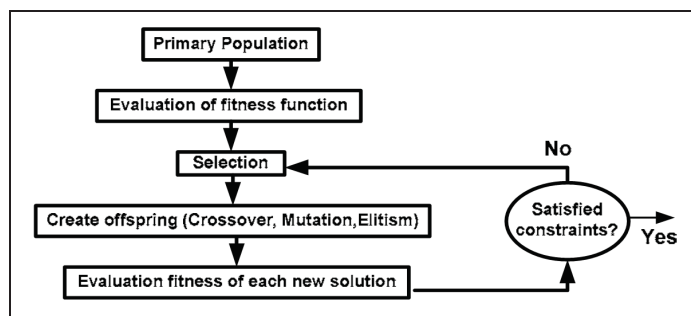 Primary Population
Evaluation of fitness function
Selection
No
Create offspring (Crossover, Mutation,Elitism)
Satisfied
constraints?
Yes
Evaluation fitness of each new solution